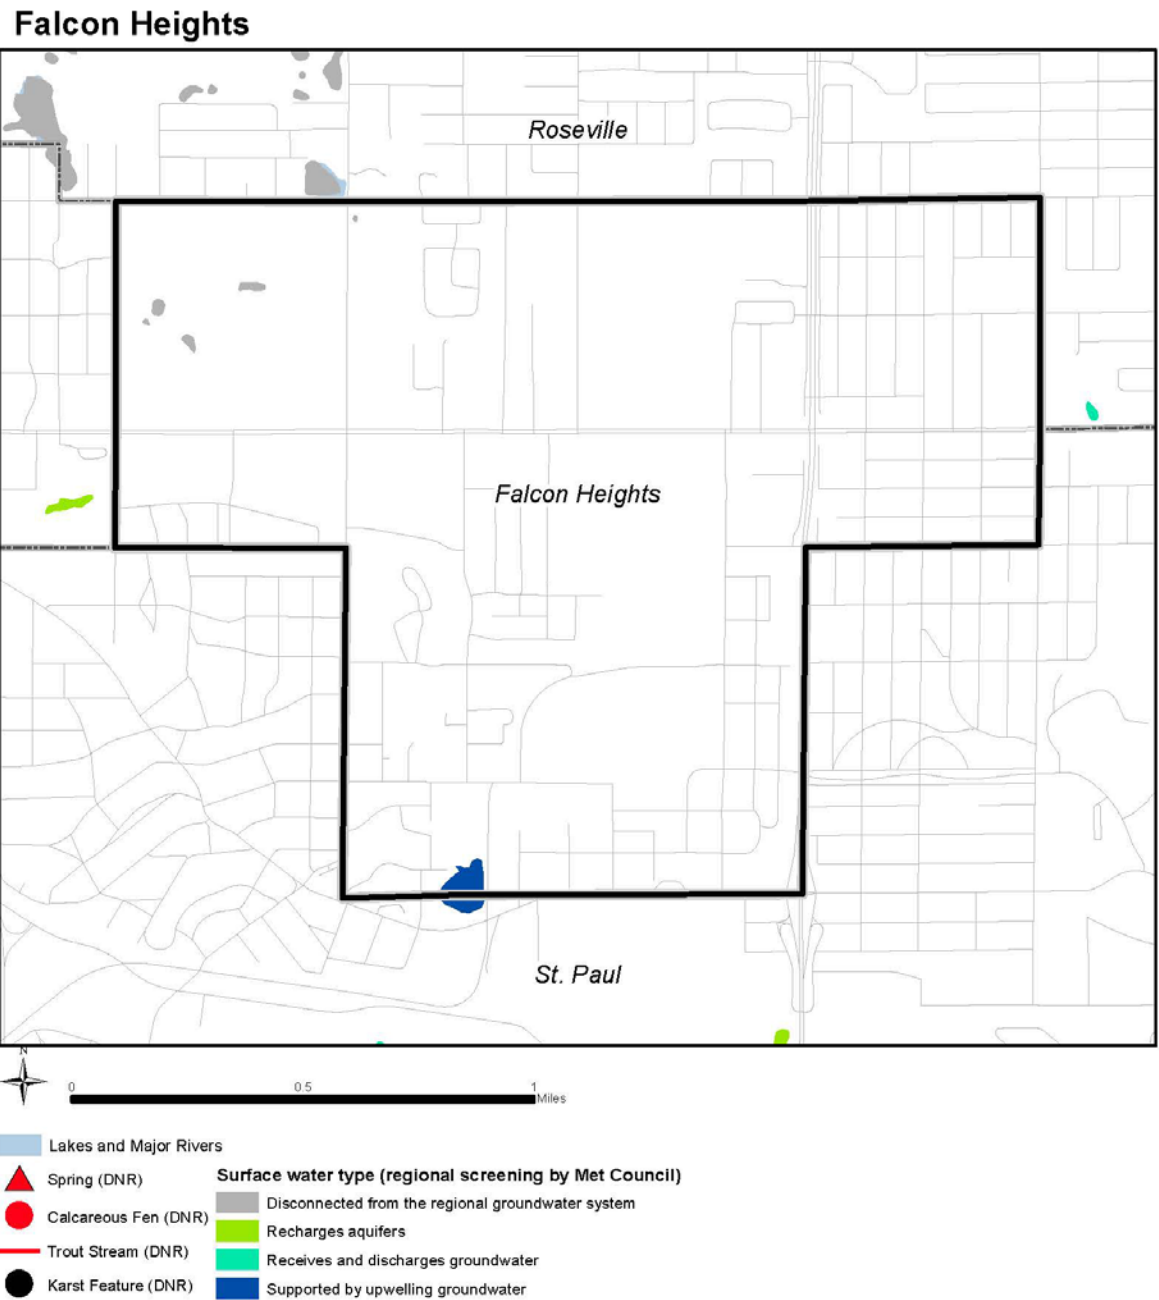 Falcon Heights
Roseville
Falcon Heights
St. Paul
N
0 0.5 1
Miles
Lakes and Major Rivers
Spring (DNR)
Calcareous Fen (DNR)
Trout Stream (DNR)
Karst Feature (DNR)
Surface water type (regional screening by Met Council)
Disconnected from the regional groundwater system
Recharges aquifers
Receives and discharges groundwater
Supported by upwelling groundwater